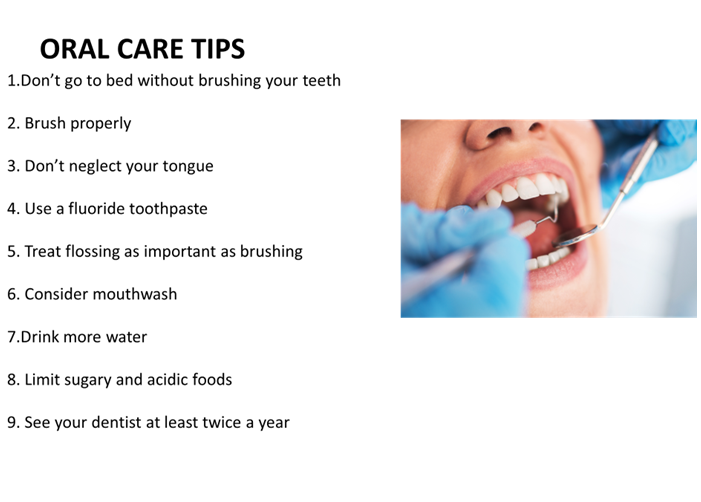 ORAL CARE TIPS
1.Don’t go to bed without brushing your teeth
2. Brush properly
3. Don’t neglect your tongue
4. Use a fluoride toothpaste
5. Treat flossing as important as brushing
6. Consider mouthwash
7.Drink more water
8. Limit sugary and acidic foods
9. See your dentist at least twice a year